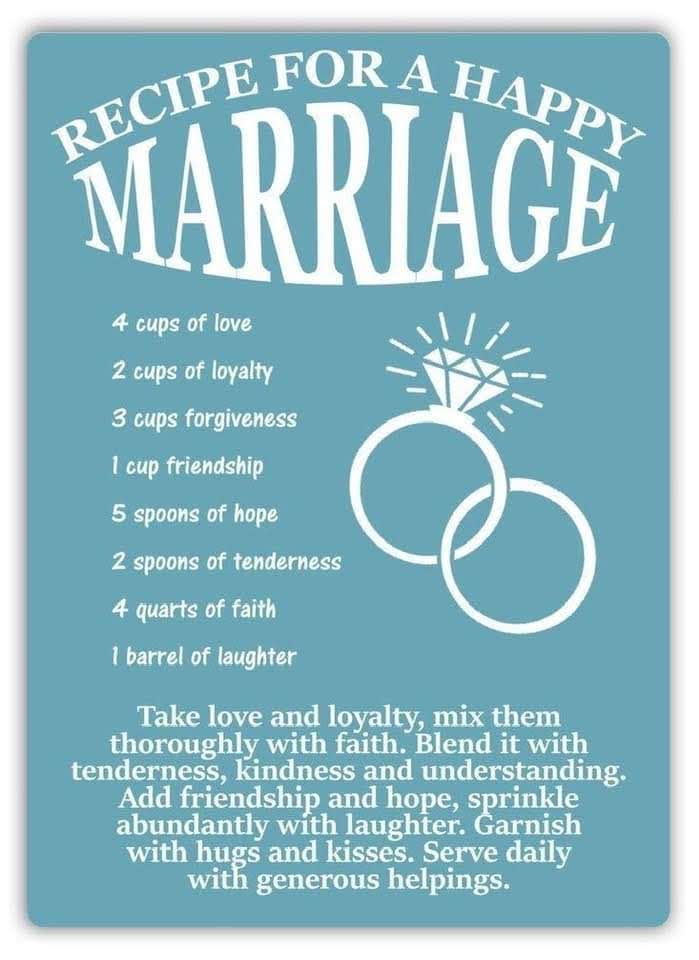 RECIPE FOR A HAPPY
MARRIAGE
4 cups of love
2 cups of loyalty
3 cups forgiveness
1 cup friendship
5 spoons of hope
2 spoons of tenderness
4 quarts of faith
1 barrel of laughter
Take love and loyalty, mix them
thoroughly with faith. Blend it with
tenderness, kindness and understanding.
Add friendship and hope, sprinkle
abundantly with laughter. Garnish
with hugs and kisses. Serve daily
with generous helpings.